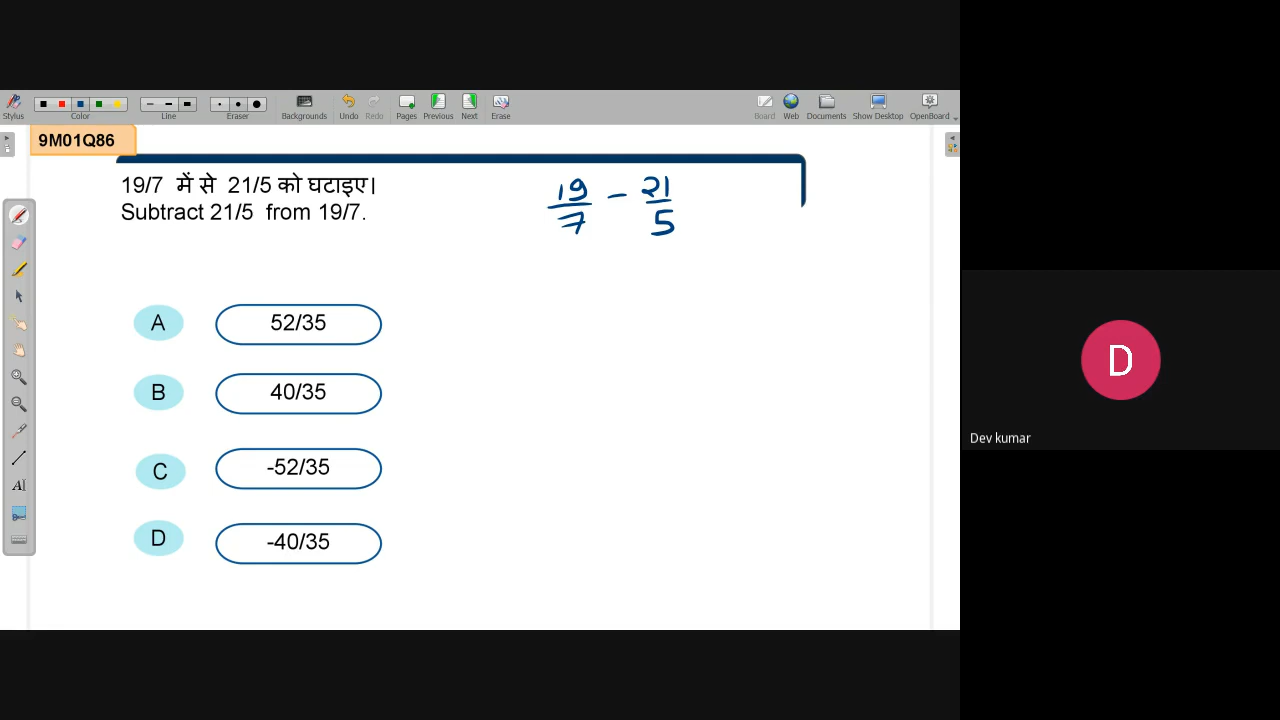 Stylus
Color
Line
Eraser
Backgrounds
Undo
Redo
Pages
Previous
Next
Erase
Board
Web
Documents
Show Desktop
OpenBoard
9M01Q86
19/7 में से 21/5 को घटाइए।
Subtract 21/5 from 19/7.
19/7 - 21/5
A 52/35
B 40/35
C -52/35
D -40/35
D
Dev kumar